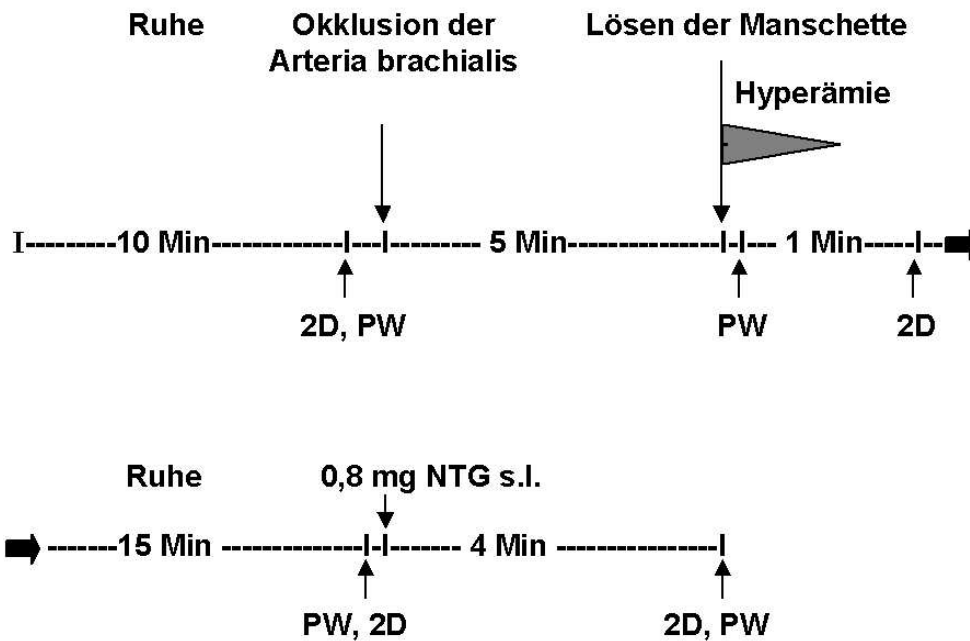 Ruhe Okklusion der Lösen der Manschette
Arteria brachialis
Hyperämie
I---------10 Min-------------I---I--------- 5 Min---------------I-I--- 1 Min-----I--
2D, PW PW 2D
Ruhe 0,8 mg NTG s.l.
-------15 Min --------------I-I------- 4 Min ----------------I
PW, 2D 2D, PW